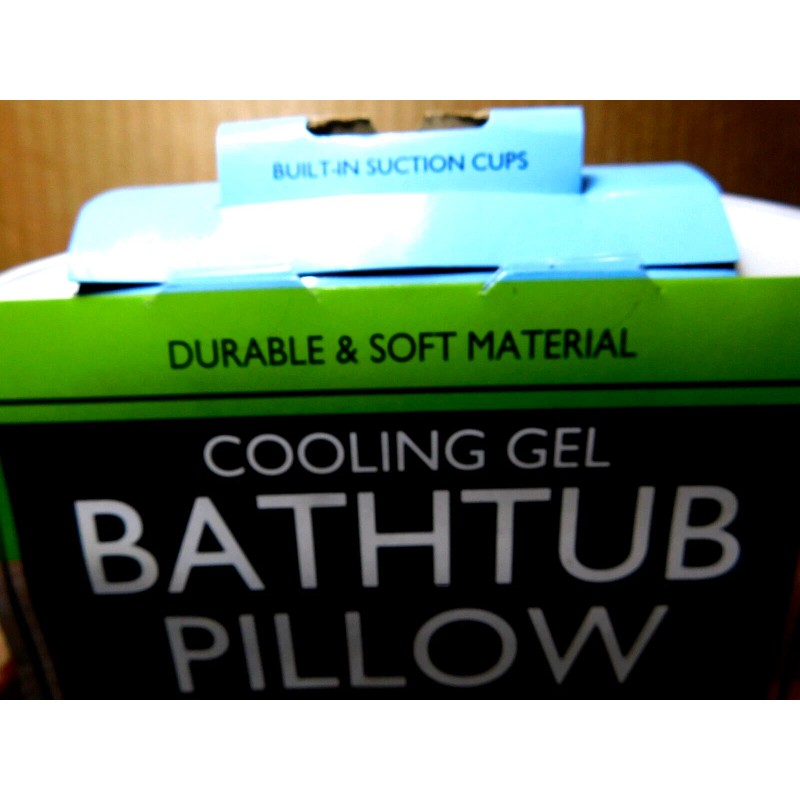 BUILT-IN SUCTION CUPS
DURABLE & SOFT MATERIAL
COOLING GEL
BATHTUB
PILLOW